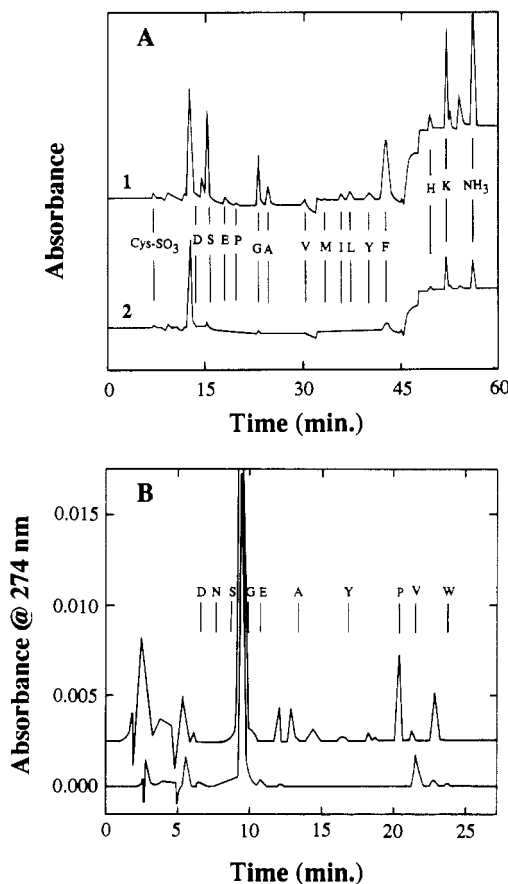 A
Absorbance
1
Cys-SO3 D S E P G A V M I L Y F H K NH3
2
0 15 30 45 60
Time (min.)
B
Absorbance @ 274 nm
0.015
0.010
0.005
0.000
D N S G E A Y P V W
0 5 10 15 20 25
Time (min.)